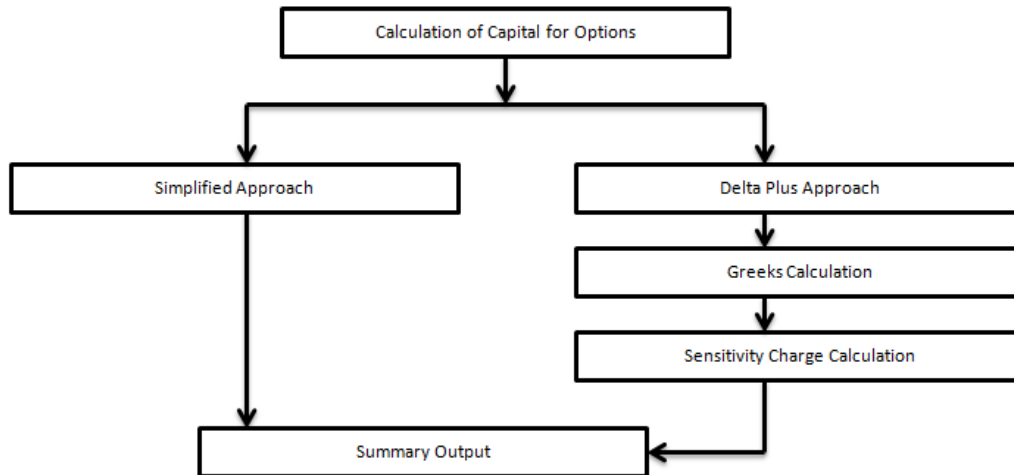 Calculation of Capital for Options
Simplified Approach
Delta Plus Approach
Greeks Calculation
Sensitivity Charge Calculation
Summary Output